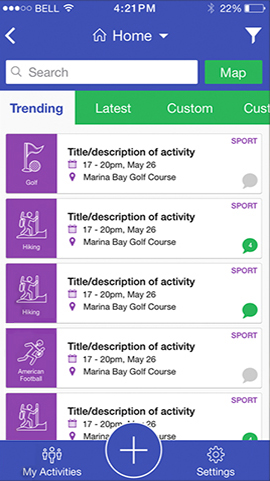 BELL 4:21PM 22%
Home
Search Map
Trending Latest Custom Cust
SPORT
Title/description of activity
17 - 20pm, May 26
Marina Bay Golf Course
Golf
SPORT
Title/description of activity
17 - 20pm, May 26
Marina Bay Golf Course
Hiking
4
SPORT
Title/description of activity
17 - 20pm, May 26
Marina Bay Golf Course
Hiking
SPORT
Title/description of activity
17 - 20pm, May 26
Marina Bay Golf Course
American
Football
SPORT
Title/description of activity
17 - 20pm, May 26
Marina Bay Golf Course
Hiking
4
My Activities Settings